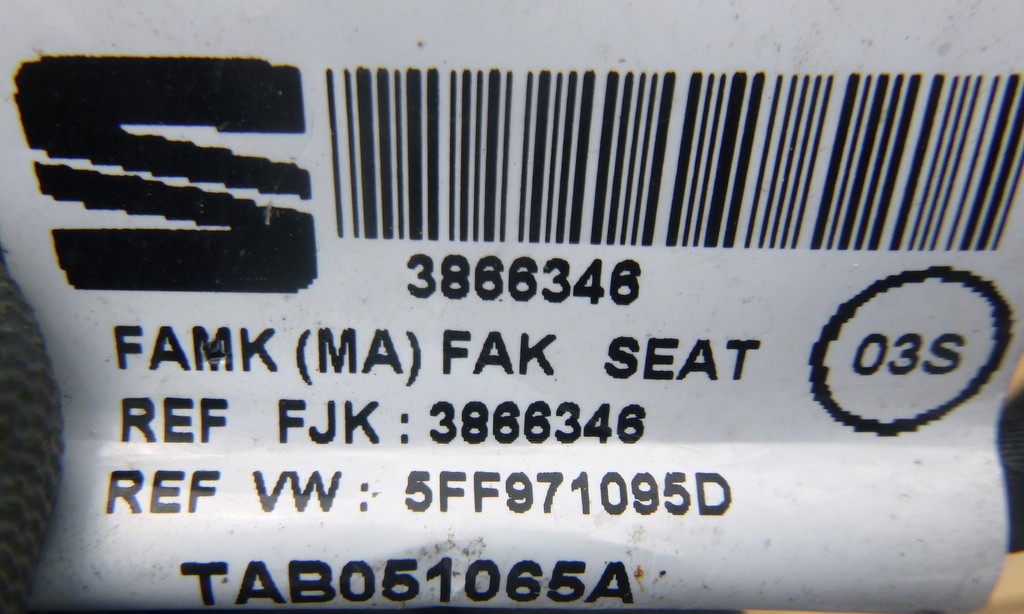 3866346
FAMK (MA) FAK SEAT
03S
REF FJK : 3866346
REF VW : 5FF971095D
TAB051065A